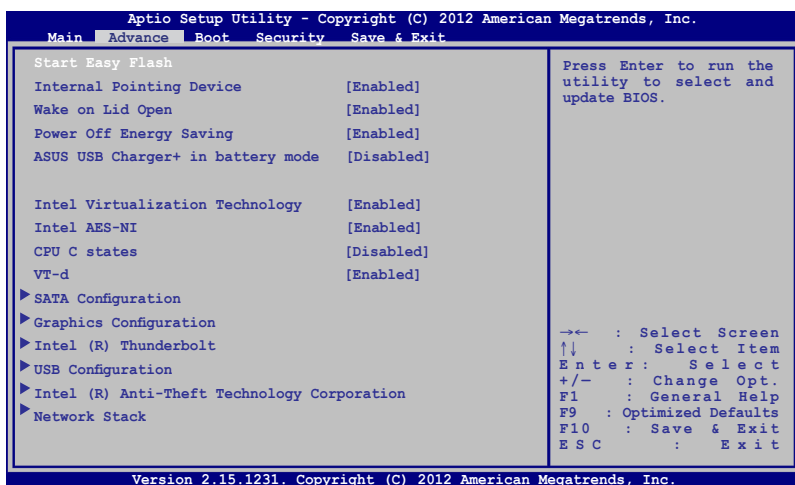 Aptio Setup Utility - Copyright (C) 2012 American Megatrends, Inc.
Main Advance Boot Security Save & Exit
Start Easy Flash
Internal Pointing Device [Enabled]
Wake on Lid Open [Enabled]
Power Off Energy Saving [Enabled]
ASUS USB Charger+ in battery mode [Disabled]
Intel Virtualization Technology [Enabled]
Intel AES-NI [Enabled]
CPU C states [Disabled]
VT-d [Enabled]
SATA Configuration
Graphics Configuration
Intel (R) Thunderbolt
USB Configuration
Intel (R) Anti-Theft Technology Corporation
Network Stack
Press Enter to run the
utility to select and
update BIOS.
→← : Select Screen
↑↓ : Select Item
Enter: Select
+/— : Change Opt.
F1 : General Help
F9 : Optimized Defaults
F10 : Save & Exit
ESC : Exit
Version 2.15.1231. Copyright (C) 2012 American Megatrends, Inc.